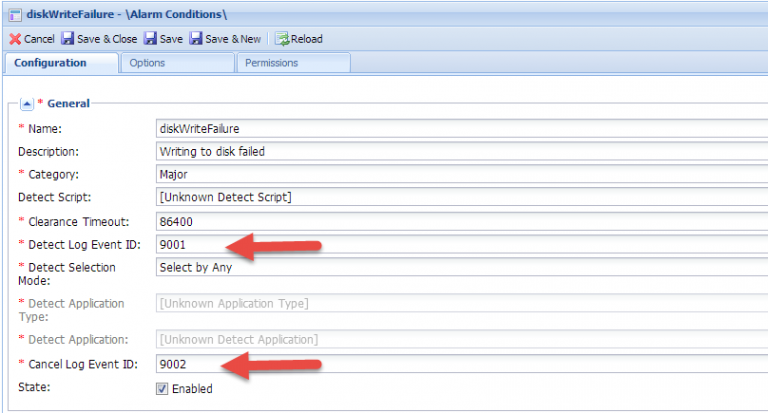 diskWriteFailure - \Alarm Conditions\
Cancel Save & Close Save Save & New Reload
Configuration Options Permissions
* General
* Name: diskWriteFailure
Description: Writing to disk failed
* Category: Major
Detect Script: [Unknown Detect Script]
* Clearance Timeout: 86400
* Detect Log Event ID: 9001
* Detect Selection Mode: Select by Any
* Detect Application Type: [Unknown Application Type]
* Detect Application: [Unknown Detect Application]
* Cancel Log Event ID: 9002
State: Enabled